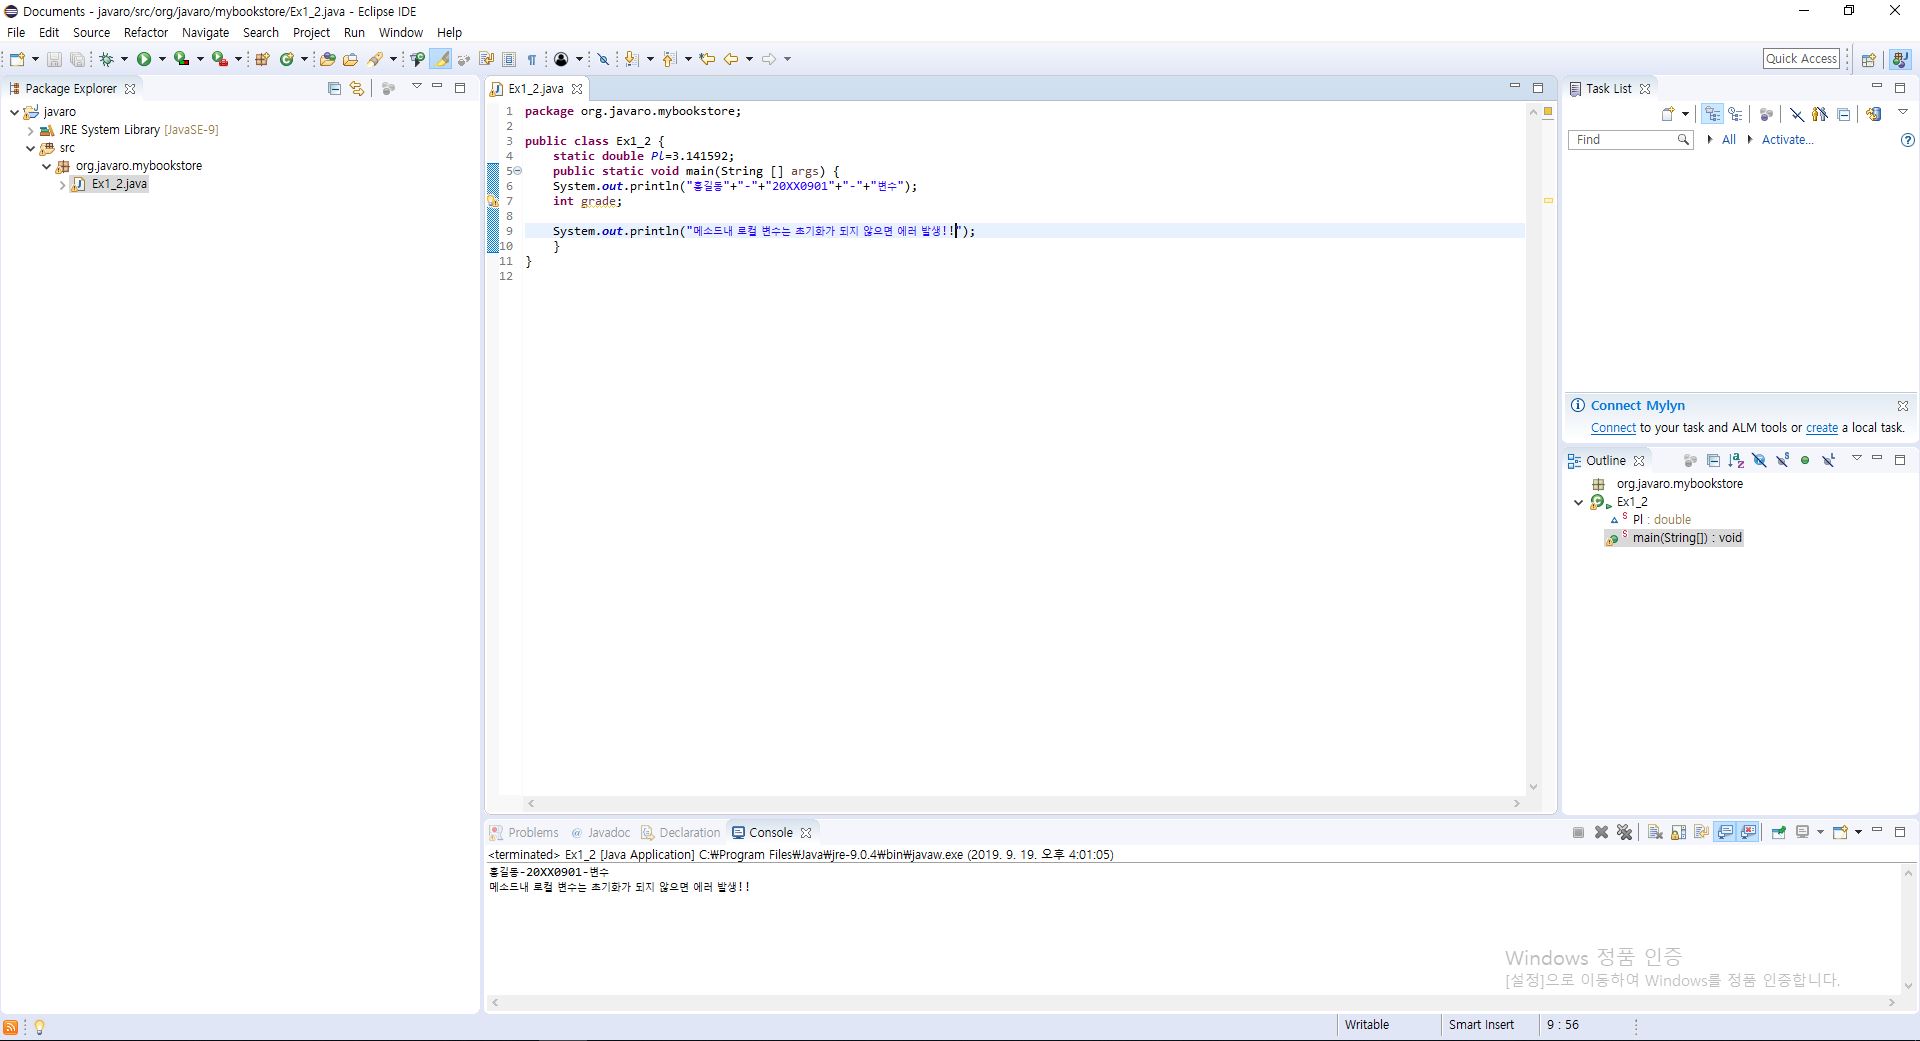 Documents - javaro/src/org/javaro/mybookstore/Ex1_2.java - Eclipse IDE
File Edit Source Refactor Navigate Search Project Run Window Help
Quick Access
Package Explorer
javaro
JRE System Library [JavaSE-9]
src
org.javaro.mybookstore
Ex1_2.java
Ex1_2.java
1 package org.javaro.mybookstore;
2
3 public class Ex1_2 {
4 static double Pl=3.141592;
5 public static void main(String [] args) {
6 System.out.println("홍길동"+"-"+"20XX0901"+"-"+"변수");
7 int grade;
8
9 System.out.println("메소드내 로컬 변수는 초기화가 되지 않으면 에러 발생!!");
10 }
11 }
12
Task List
Find
All
Activate...
Connect Mylyn
Connect to your task and ALM tools or create a local task.
Outline
org.javaro.mybookstore
Ex1_2
Pl : double
main(String[]) : void
Problems @ Javadoc Declaration Console
<terminated> Ex1_2 [Java Application] C:₩Program Files₩Java₩jre-9.0.4₩bin₩javaw.exe (2019. 9. 19. 오후 4:01:05)
홍길동-20XX0901-변수
메소드내 로컬 변수는 초기화가 되지 않으면 에러 발생!!
Windows 정품 인증
[설정]으로 이동하여 Windows를 정품 인증합니다.
Writable Smart Insert 9 : 56